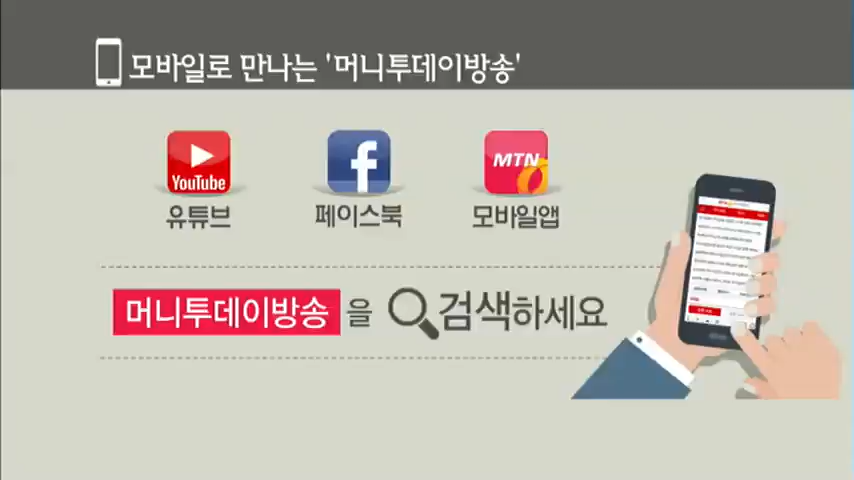 모바일로 만나는 '머니투데이방송'
YouTube
f
MTN
유튜브
페이스북
모바일앱
머니투데이방송을 검색하세요